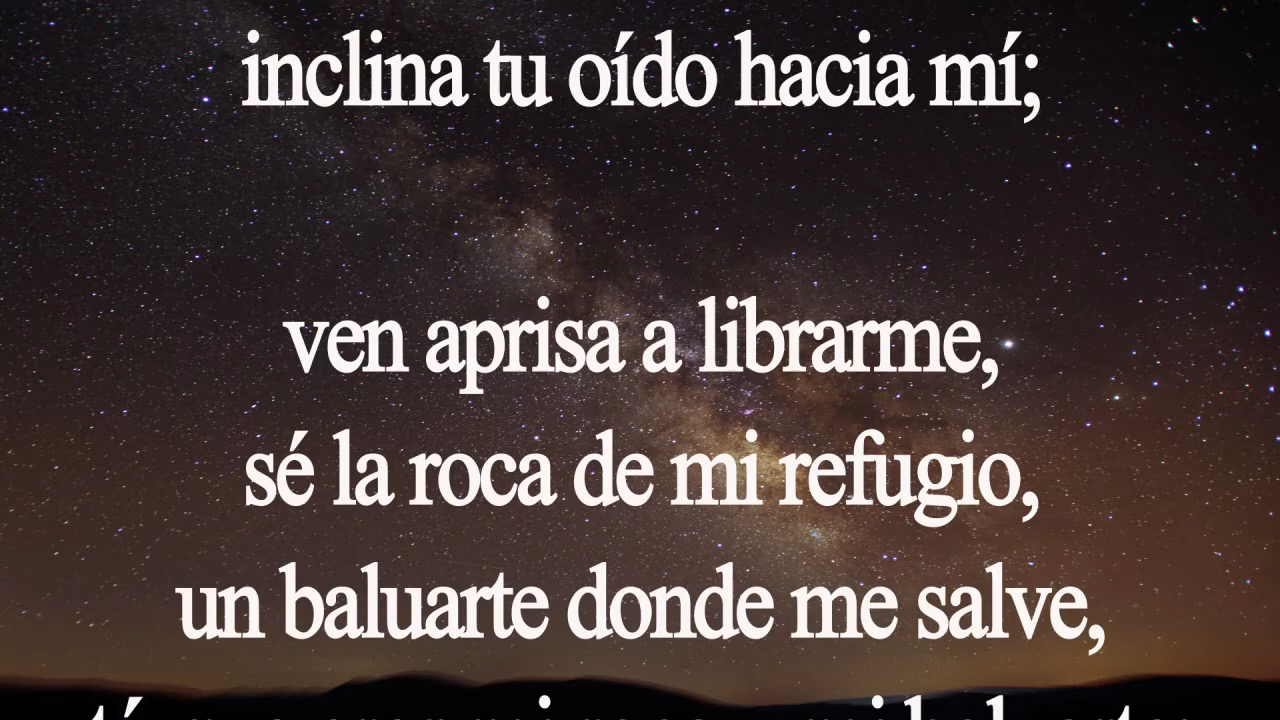 inclina tu oído hacia mí;
ven aprisa a librarme,
sé la roca de mi refugio,
un baluarte donde me salve,